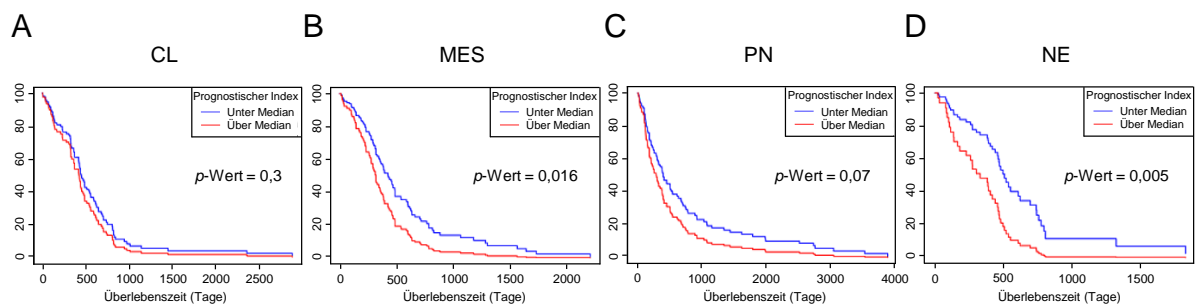 A
CL
Prognostischer Index
Unter Median
Über Median
p-Wert = 0,3
100
80
60
40
20
0
0 500 1000 1500 2000 2500
Überlebenszeit (Tage)
B
MES
Prognostischer Index
Unter Median
Über Median
p-Wert = 0,016
100
80
60
40
20
0
0 500 1000 1500 2000
Überlebenszeit (Tage)
C
PN
Prognostischer Index
Unter Median
Über Median
p-Wert = 0,07
100
80
60
40
20
0
0 1000 2000 3000 4000
Überlebenszeit (Tage)
D
NE
Prognostischer Index
Unter Median
Über Median
p-Wert = 0,005
100
80
60
40
20
0
0 500 1000 1500
Überlebenszeit (Tage)